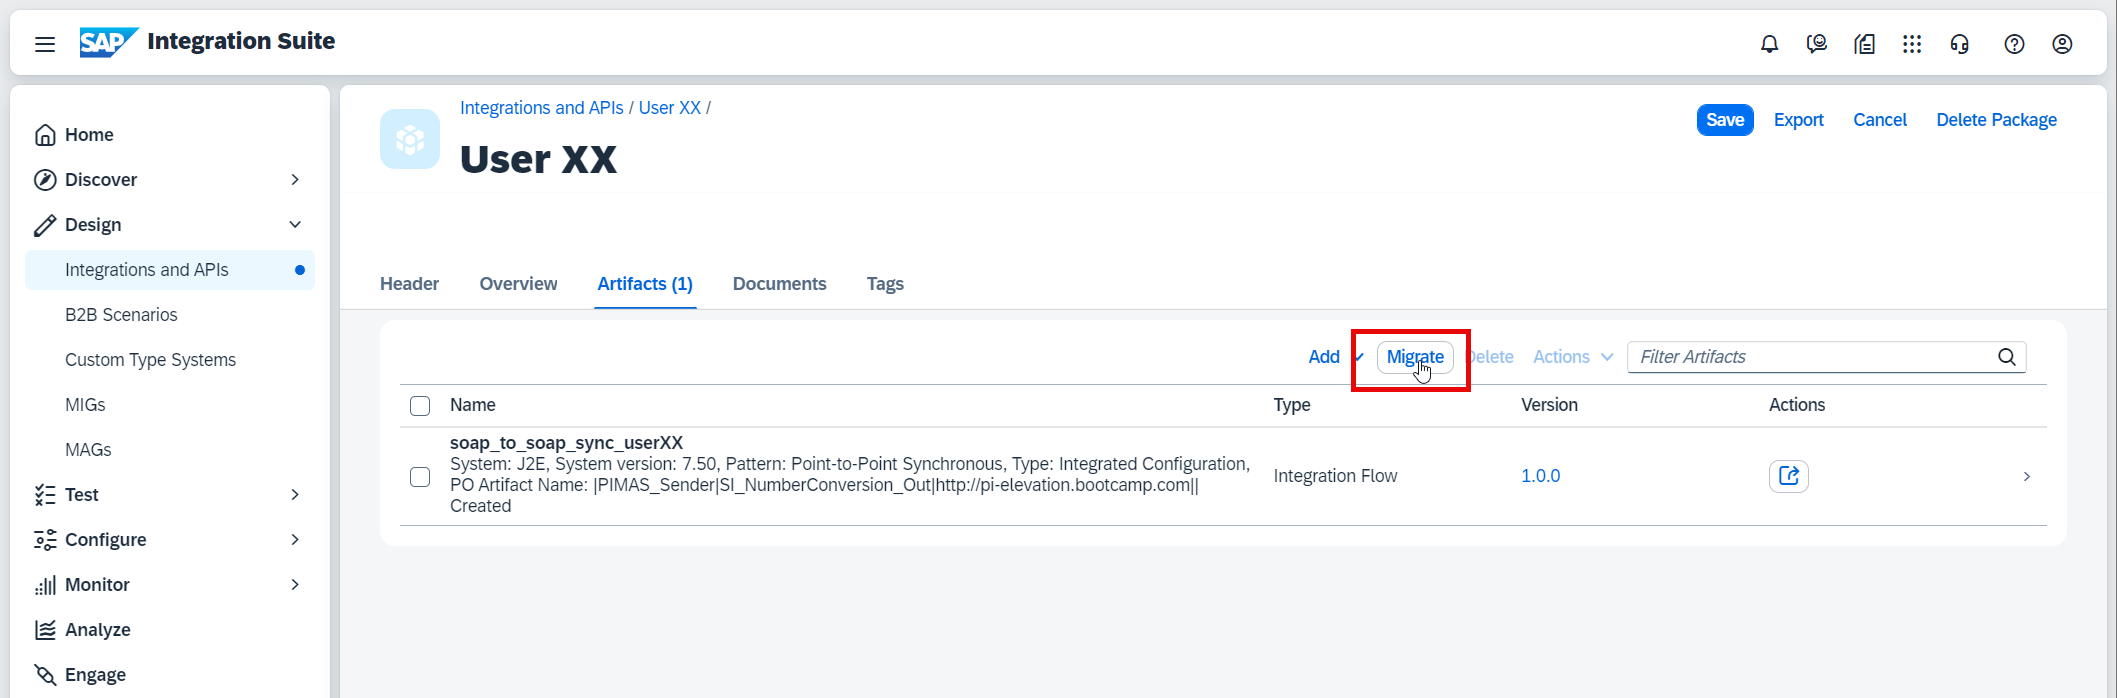 SAP Integration Suite
Home
Discover
Design
Integrations and APIs
B2B Scenarios
Custom Type Systems
MIGs
MAGs
Test
Configure
Monitor
Analyze
Engage
Integrations and APIs / User XX /
User XX
Save Export Cancel Delete Package
Header Overview Artifacts (1) Documents Tags
Add Migrate Delete Actions Filter Artifacts
Name Type Version Actions
soap_to_soap_sync_userXX
System: J2E, System version: 7.50, Pattern: Point-to-Point Synchronous, Type: Integrated Configuration,
PO Artifact Name: |PIMAS_Sender|SI_NumberConversion_Out|http://pi-elevation.bootcamp.com||
Created
Integration Flow
1.0.0